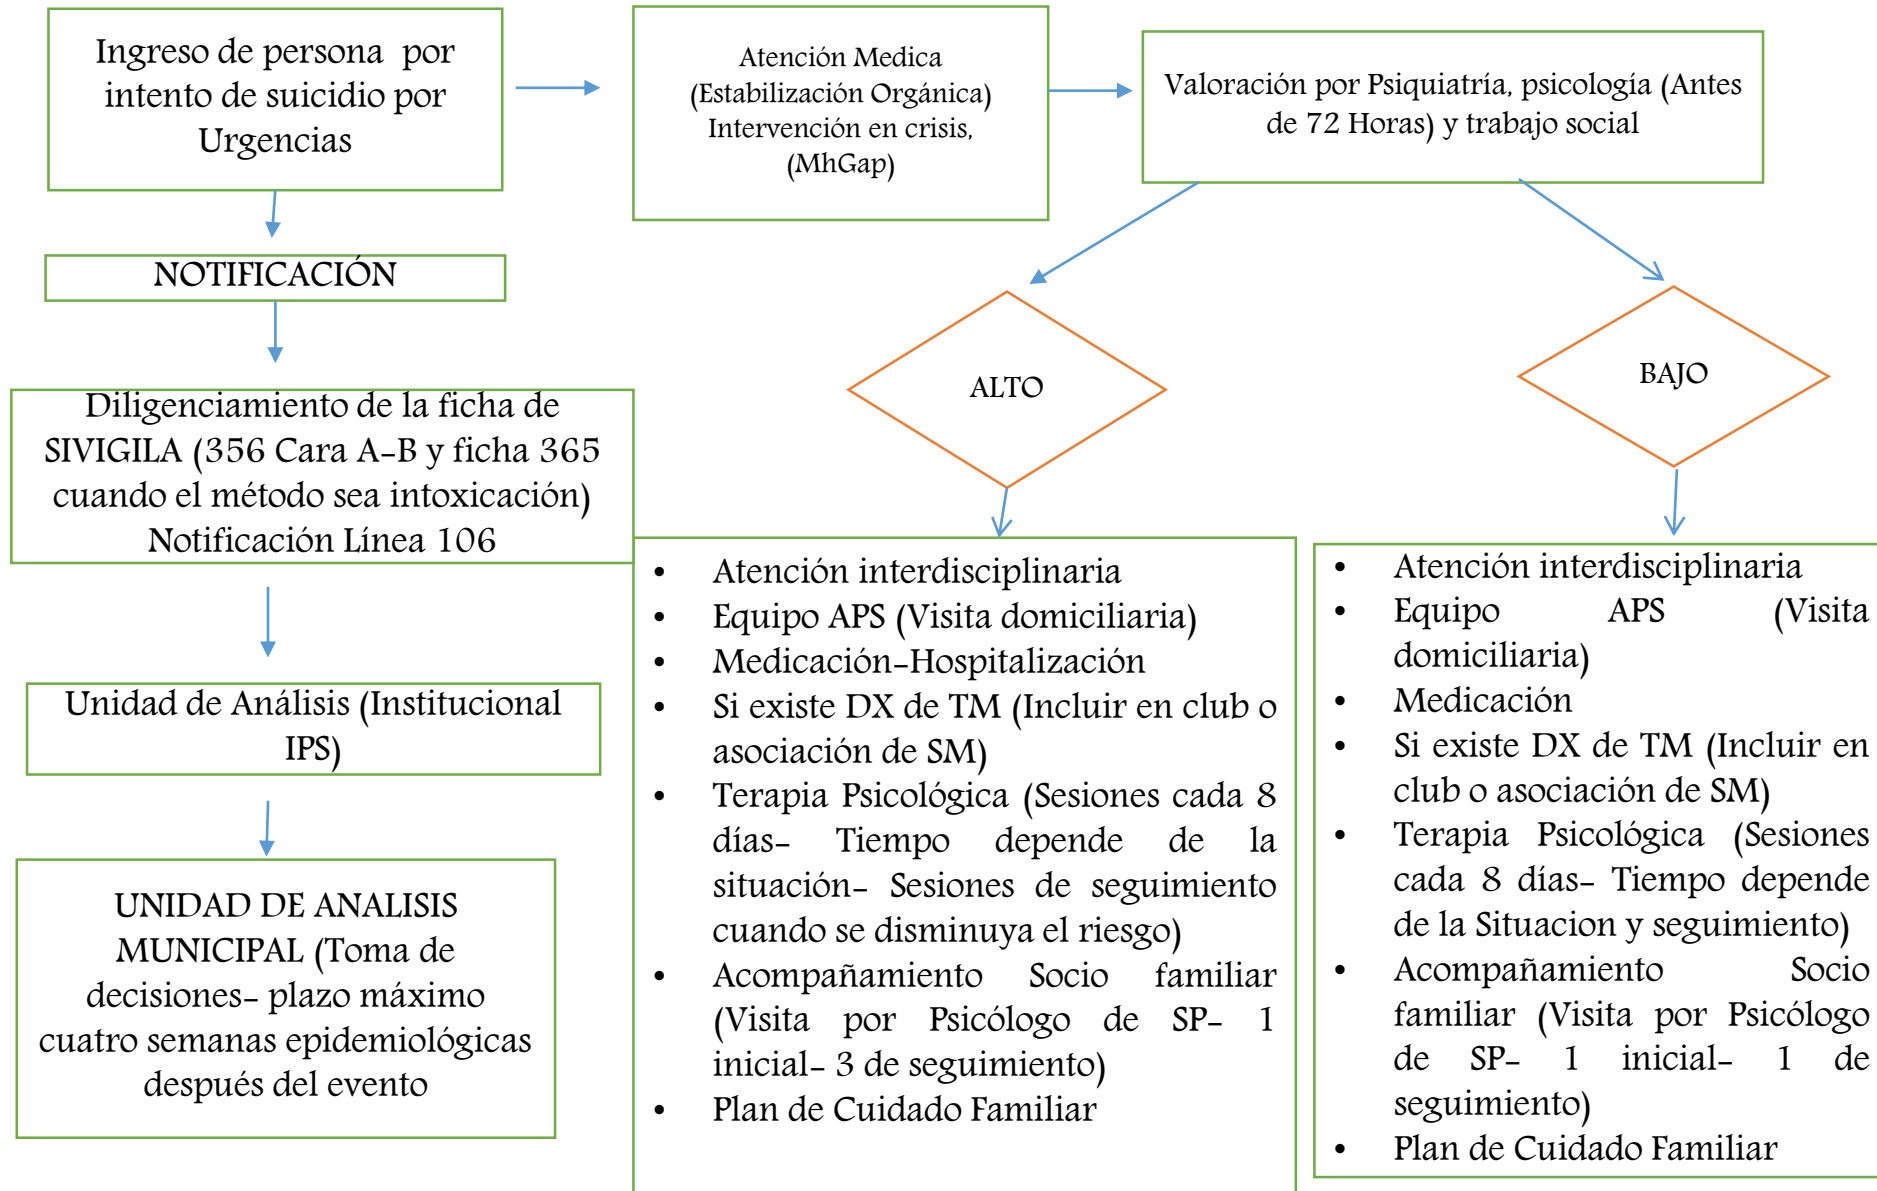 Ingreso de persona por
intento de suicidio por
Urgencias
Atención Medica
(Estabilización Orgánica)
Intervención en crisis,
(MhGap)
Valoración por Psiquiatría, psicología (Antes
de 72 Horas) y trabajo social
NOTIFICACIÓN
Diligenciamiento de la ficha de
SIVIGILA (356 Cara A-B y ficha 365
cuando el método sea intoxicación)
Notificación Línea 106
Unidad de Análisis (Institucional
IPS)
UNIDAD DE ANALISIS
MUNICIPAL (Toma de
decisiones- plazo máximo
cuatro semanas epidemiológicas
después del evento
ALTO
• Atención interdisciplinaria
• Equipo APS (Visita domiciliaria)
• Medicación-Hospitalización
• Si existe DX de TM (Incluir en club o
asociación de SM)
• Terapia Psicológica (Sesiones cada 8
días- Tiempo depende de la
situación- Sesiones de seguimiento
cuando se disminuya el riesgo)
• Acompañamiento Socio familiar
(Visita por Psicólogo de SP- 1
inicial- 3 de seguimiento)
• Plan de Cuidado Familiar
BAJO
• Atención interdisciplinaria
• Equipo APS (Visita
domiciliaria)
• Medicación
• Si existe DX de TM (Incluir en
club o asociación de SM)
• Terapia Psicológica (Sesiones
cada 8 días- Tiempo depende
de la Situacion y seguimiento)
• Acompañamiento Socio
familiar (Visita por Psicólogo
de SP- 1 inicial- 1 de
seguimiento)
• Plan de Cuidado Familiar